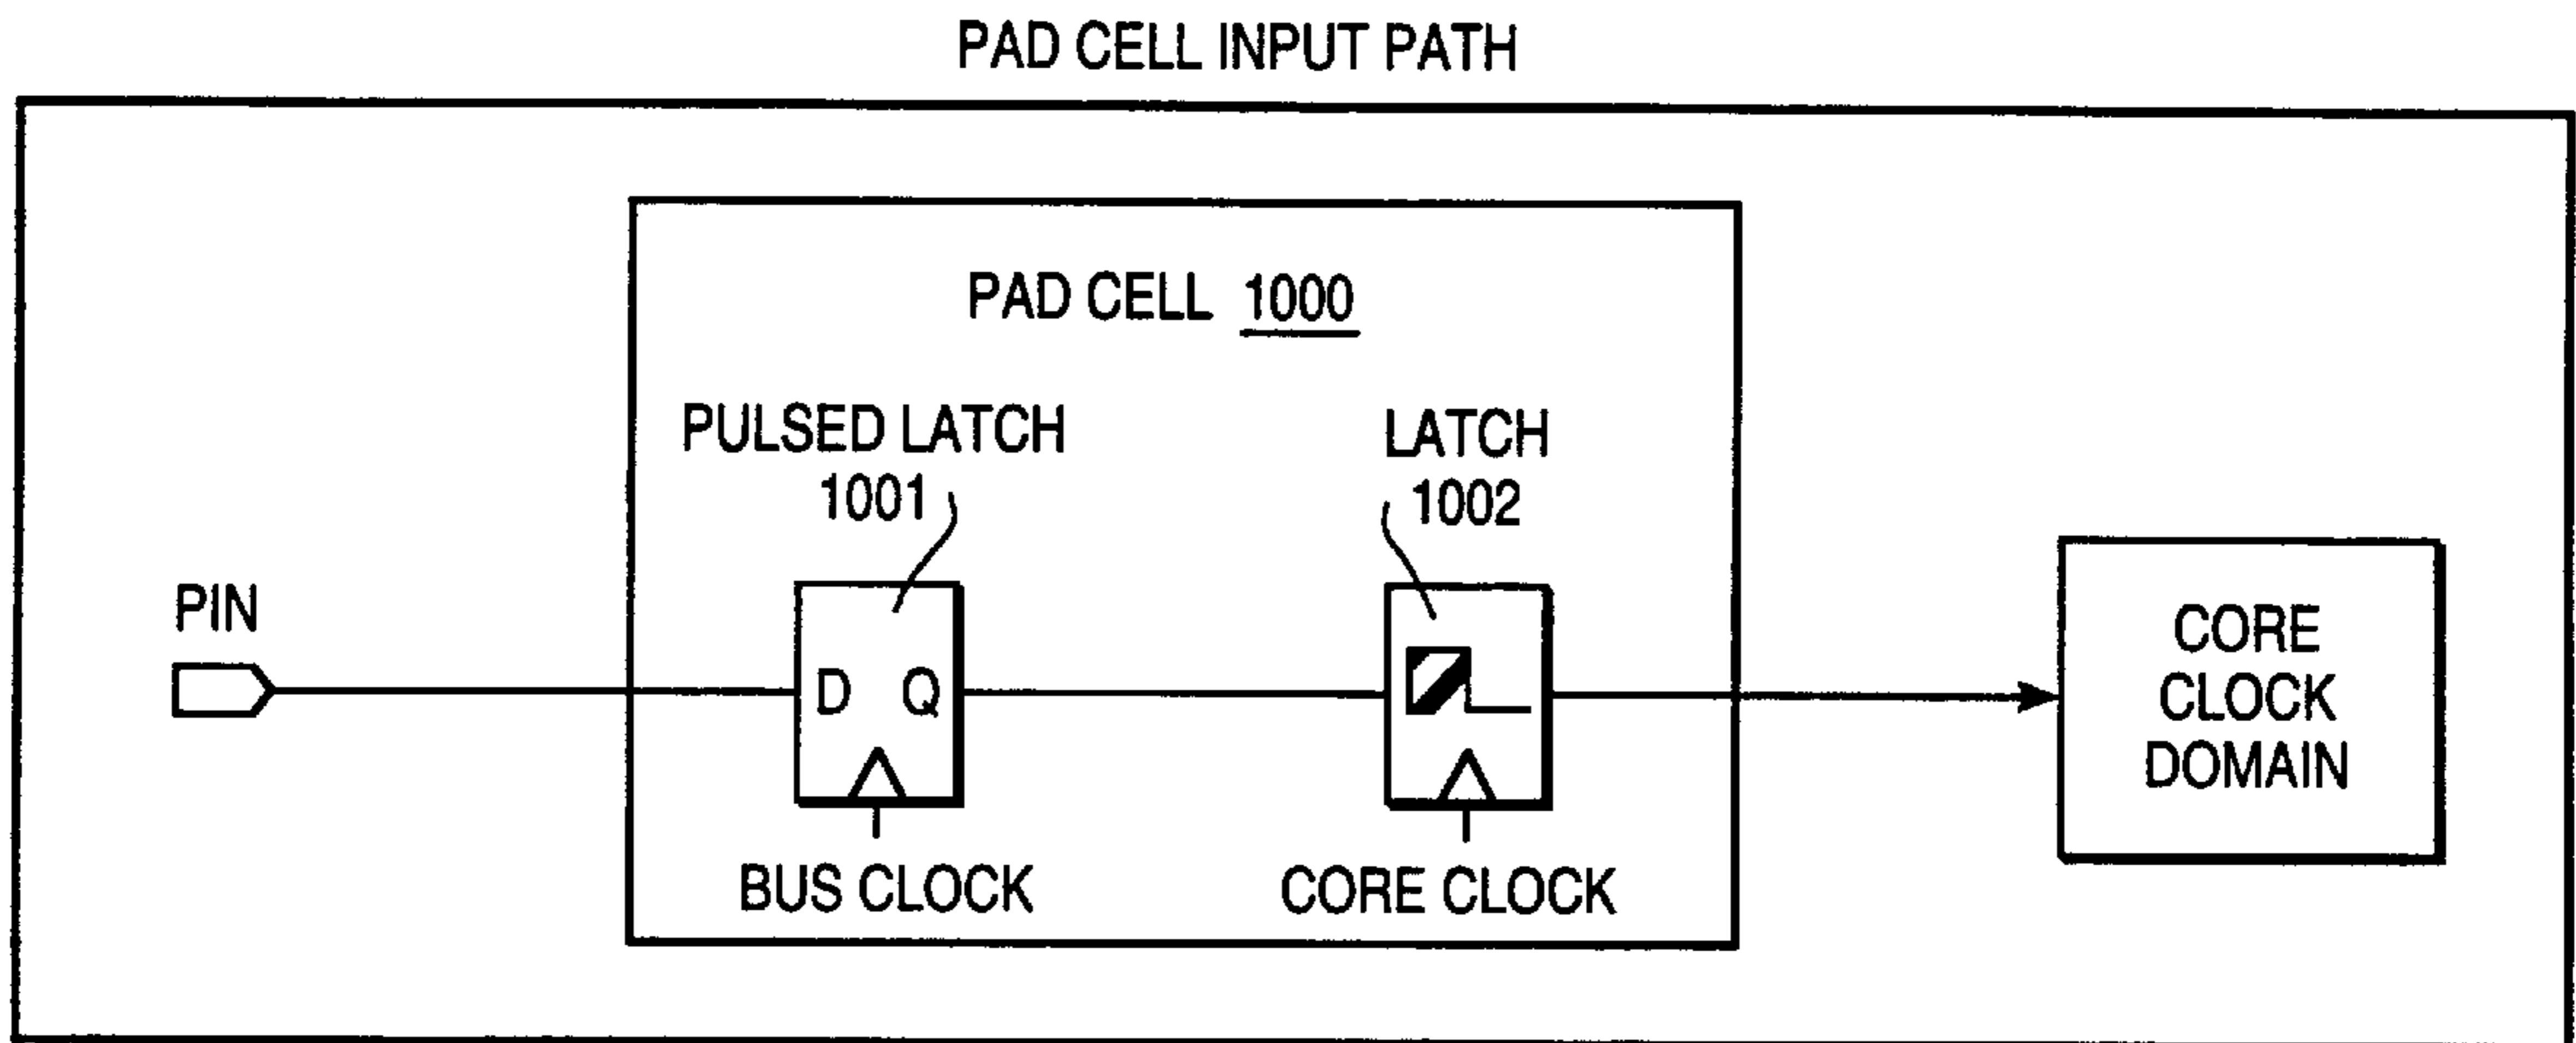 PAD CELL INPUT PATH
PAD CELL 1000
PULSED LATCH
1001
LATCH
1002
PIN
D Q
CORE
CLOCK
DOMAIN
BUS CLOCK
CORE CLOCK